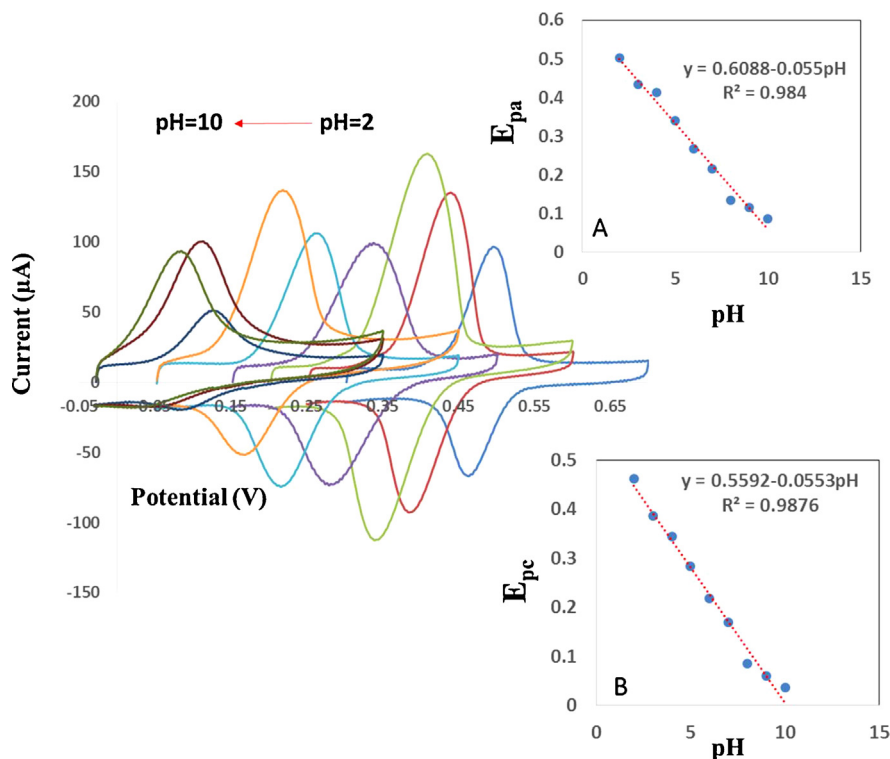 200
150
100
50
0
-50
-100
-150
Current (μA)
pH=10
pH=2
-0.05
0.05
0.15
0.25
0.35
0.45
0.55
0.65
Potential (V)
0.6
0.5
0.4
0.3
0.2
0.1
0
Epa
y = 0.6088-0.055pH
R² = 0.984
A
0
5
10
15
pH
0.5
0.4
0.3
0.2
0.1
0
Epc
y = 0.5592-0.0553pH
R² = 0.9876
B
0
5
10
15
pH